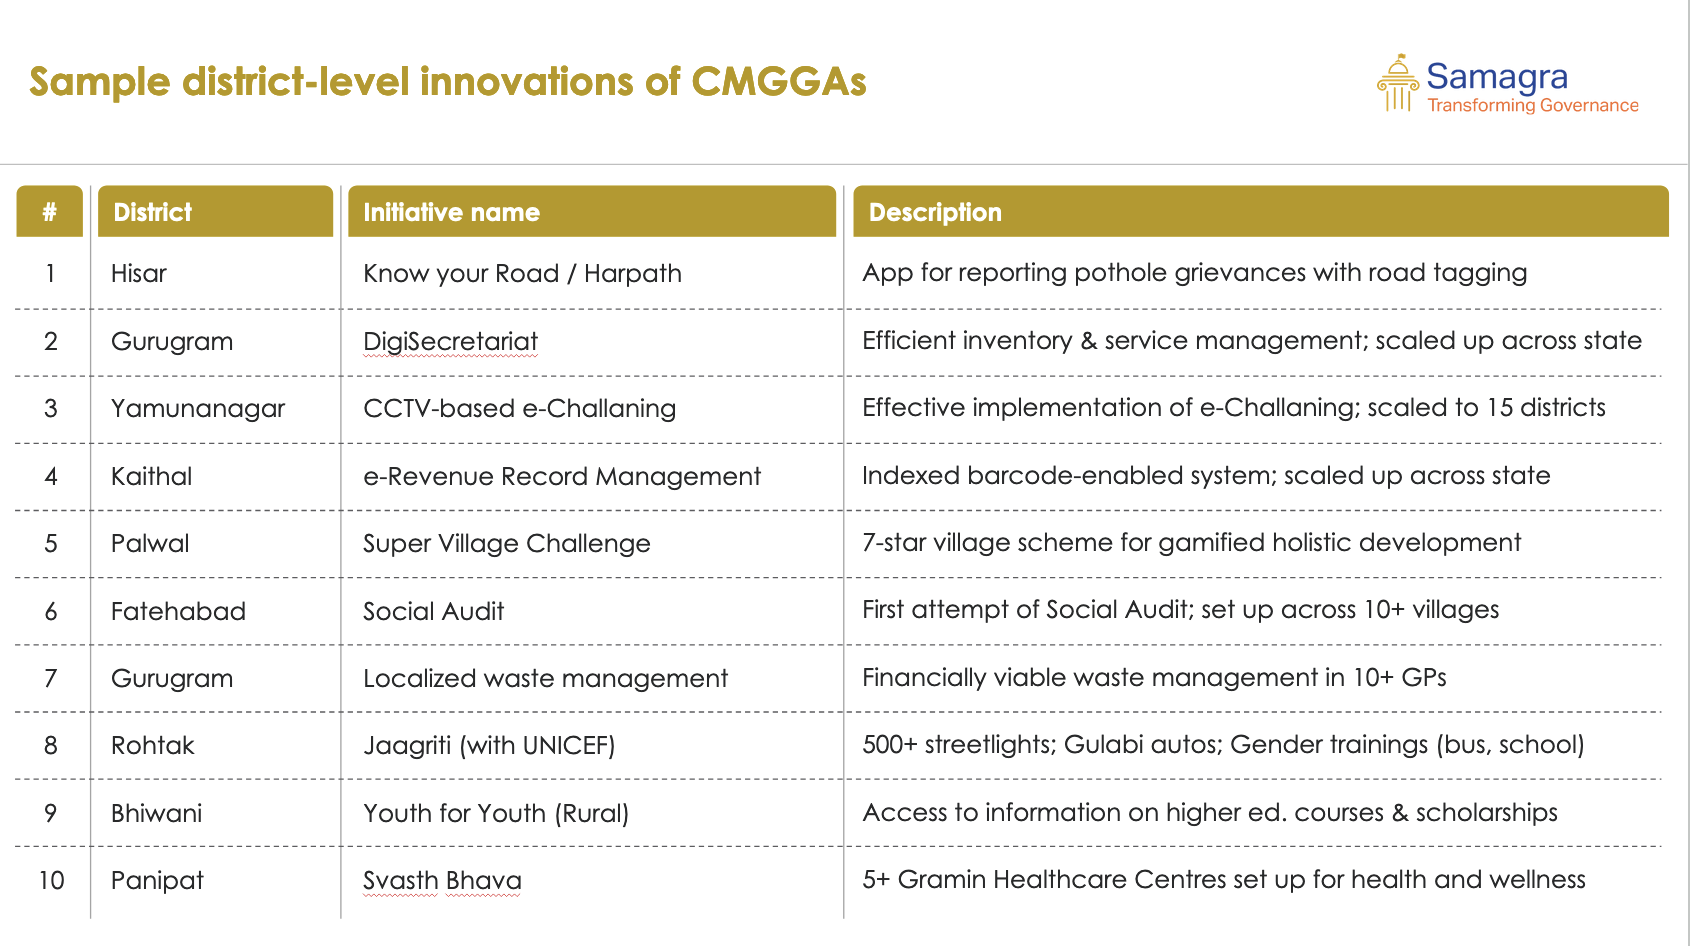 Sample district-level innovations of CMGGAs
Samagra
Transforming Governance
# District Initiative name Description
1 Hisar Know your Road / Harpath App for reporting pothole grievances with road tagging
2 Gurugram DigiSecretariat Efficient inventory & service management; scaled up across state
3 Yamunanagar CCTV-based e-Challaning Effective implementation of e-Challaning; scaled to 15 districts
4 Kaithal e-Revenue Record Management Indexed barcode-enabled system; scaled up across state
5 Palwal Super Village Challenge 7-star village scheme for gamified holistic development
6 Fatehabad Social Audit First attempt of Social Audit; set up across 10+ villages
7 Gurugram Localized waste management Financially viable waste management in 10+ GPs
8 Rohtak Jaagriti (with UNICEF) 500+ streetlights; Gulabi autos; Gender trainings (bus, school)
9 Bhiwani Youth for Youth (Rural) Access to information on higher ed. courses & scholarships
10 Panipat Svasth Bhava 5+ Gramin Healthcare Centres set up for health and wellness